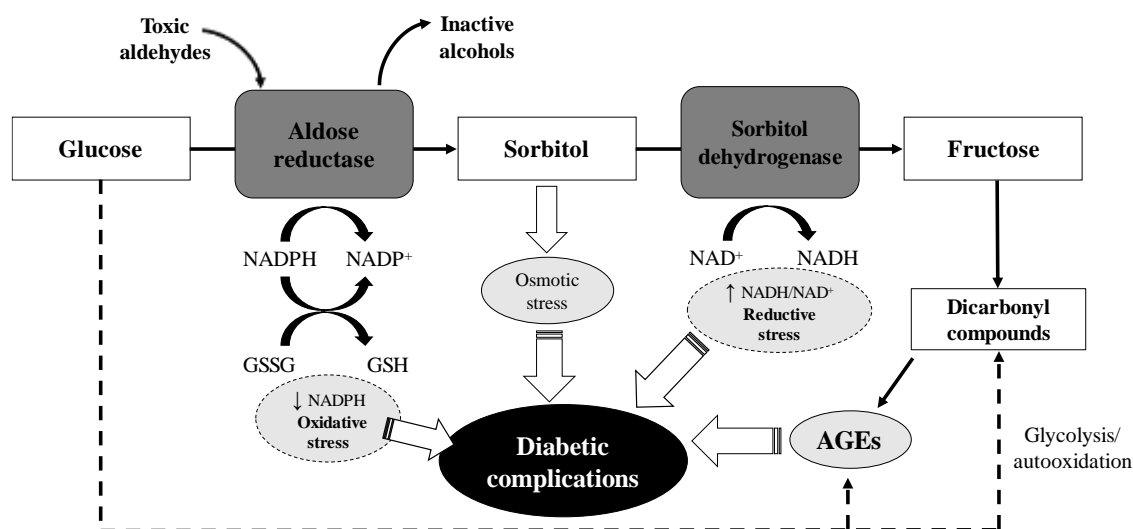 Toxic
aldehydes
Inactive
alcohols
Glucose
Aldose
reductase
Sorbitol
Sorbitol
dehydrogenase
Fructose
NADPH
NADP⁺
NAD⁺
NADH
Osmotic
stress
↑ NADH/NAD⁺
Reductive
stress
Dicarbonyl
compounds
GSSG
GSH
↓ NADPH
Oxidative
stress
Diabetic
complications
AGEs
Glycolysis/
autooxidation